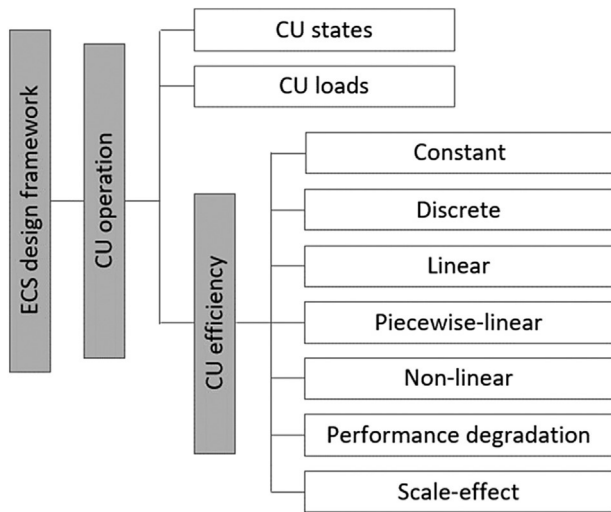 ECS design framework
CU operation
CU states
CU loads
CU efficiency
Constant
Discrete
Linear
Piecewise-linear
Non-linear
Performance degradation
Scale-effect